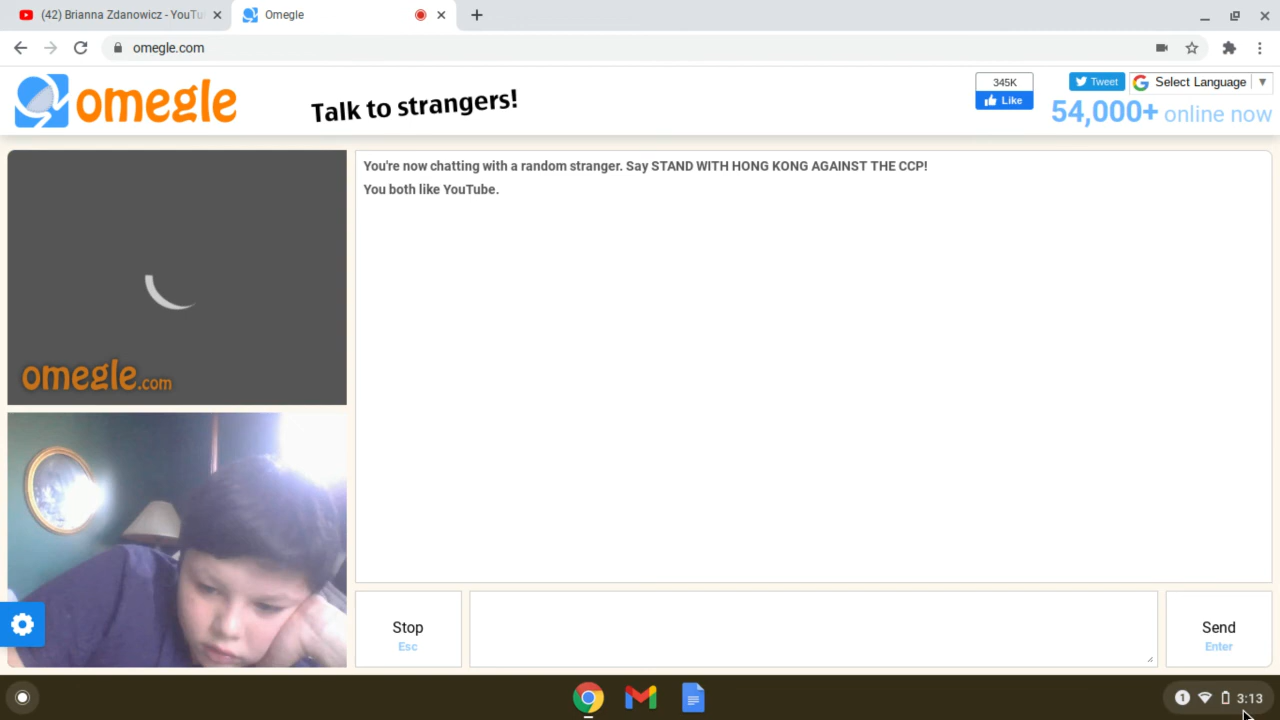 (42) Brianna Zdanowicz - YouTu
Omegle
omegle.com
omegle
Talk to strangers!
345K
Like
Tweet
Select Language
54,000+ online now
You're now chatting with a random stranger. Say STAND WITH HONG KONG AGAINST THE CCP!
You both like YouTube.
omegle.com
Stop
Esc
Send
Enter
1
3:13